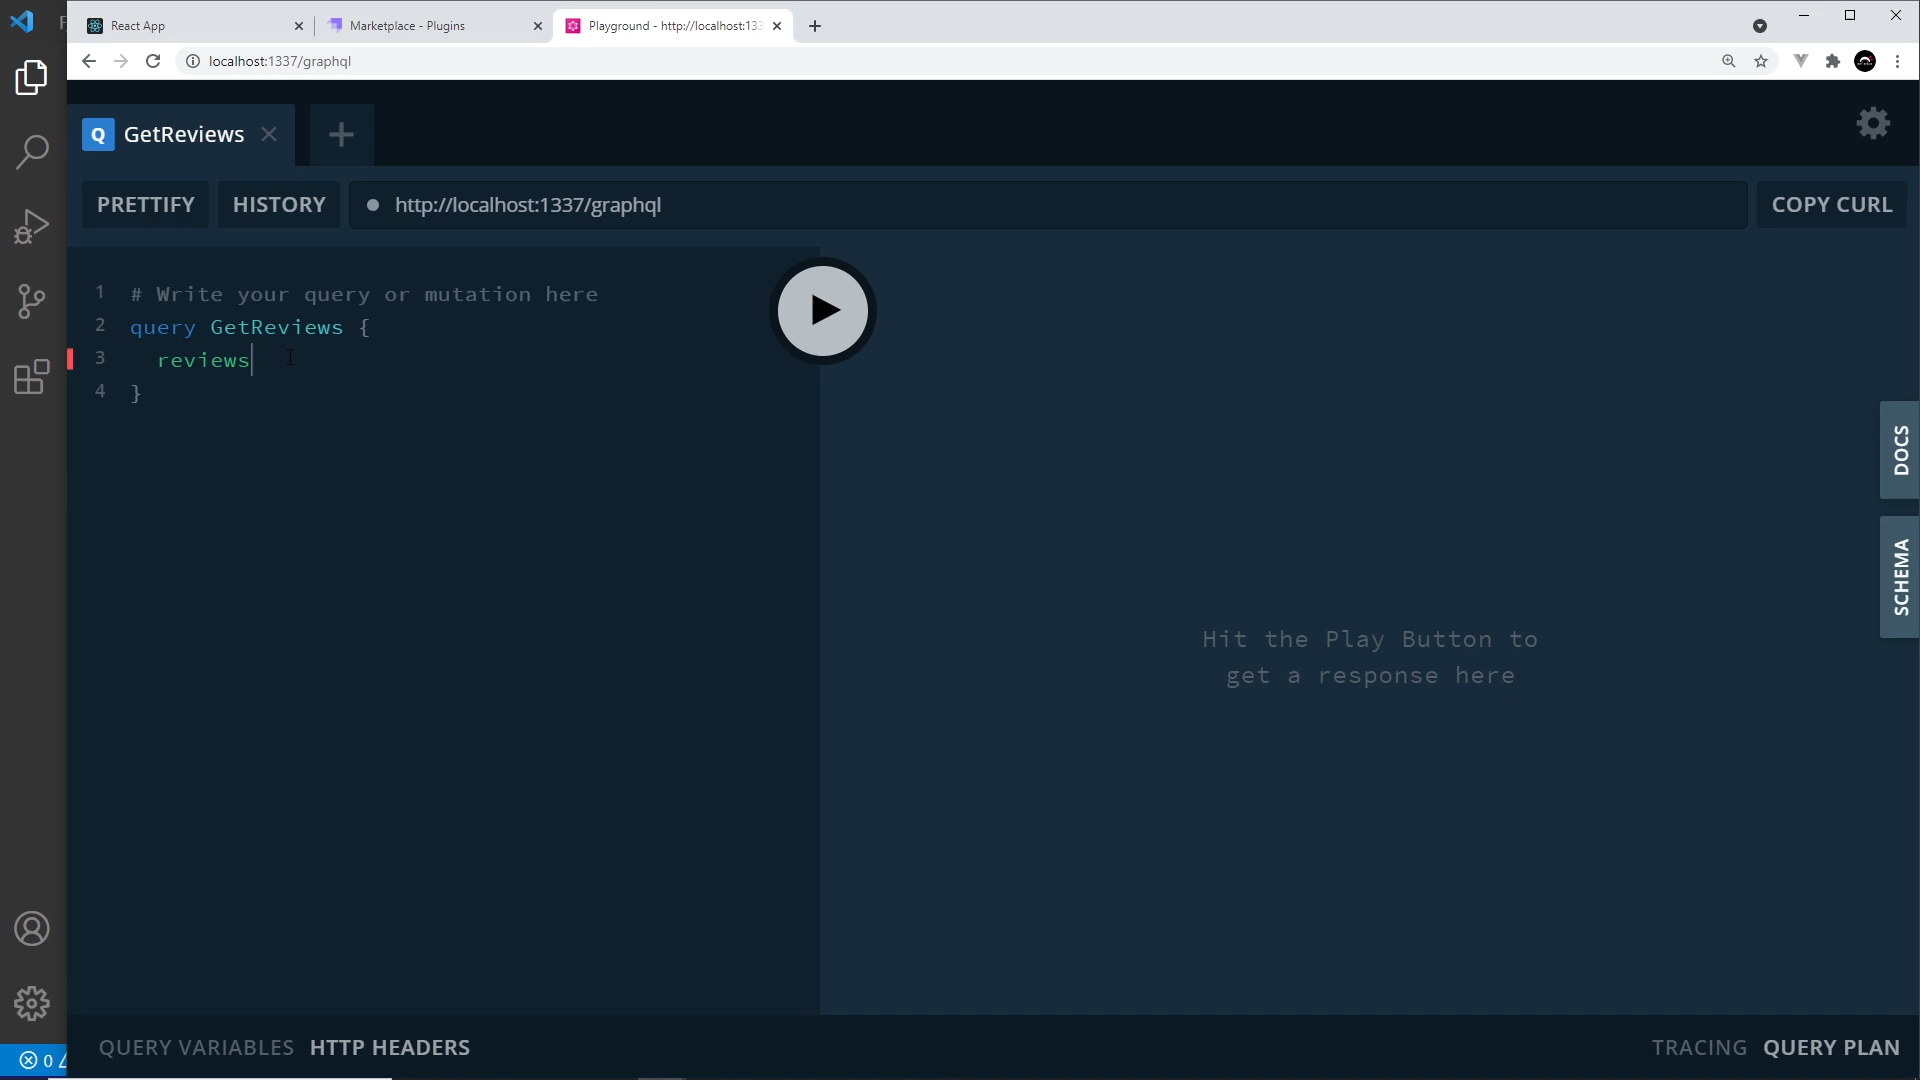 React App
Marketplace - Plugins
Playground - http://localhost:133
localhost:1337/graphql
Q GetReviews
PRETTIFY
HISTORY
http://localhost:1337/graphql
COPY CURL
1 # Write your query or mutation here
2 query GetReviews {
3 reviews
4 }
Hit the Play Button to
get a response here
DOCS
SCHEMA
QUERY VARIABLES
HTTP HEADERS
TRACING
QUERY PLAN
0